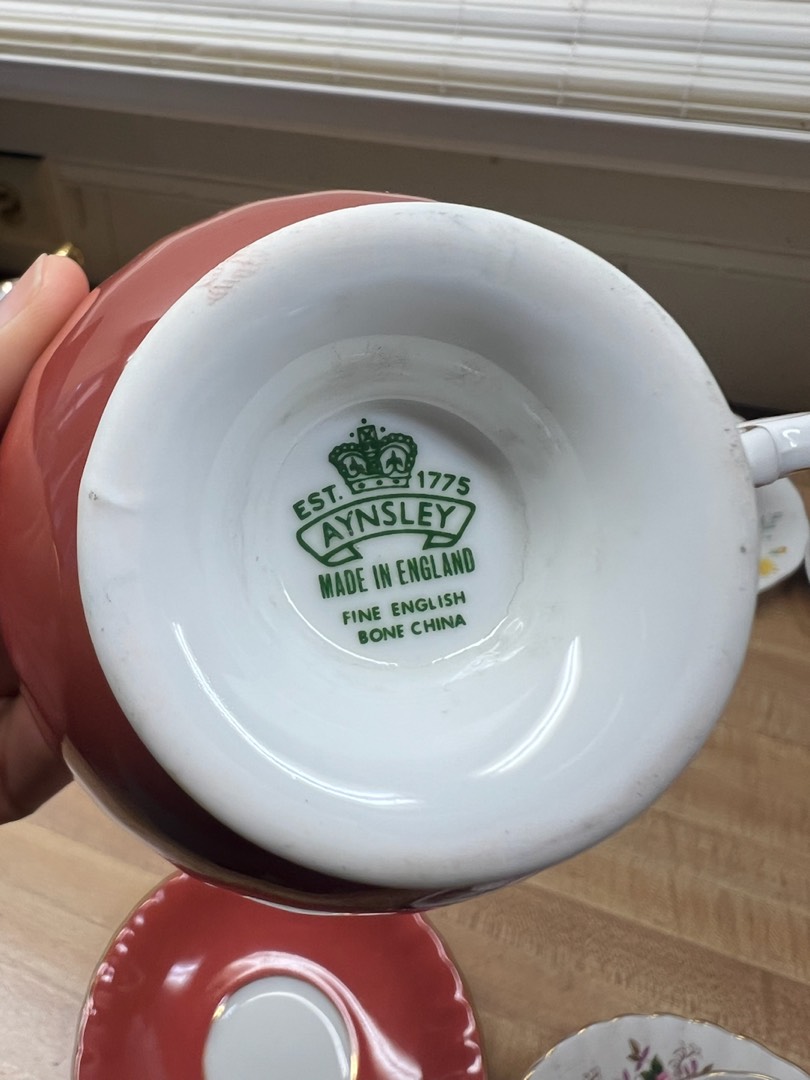 EST. 1775
AYNSLEY
MADE IN ENGLAND
FINE ENGLISH
BONE CHINA